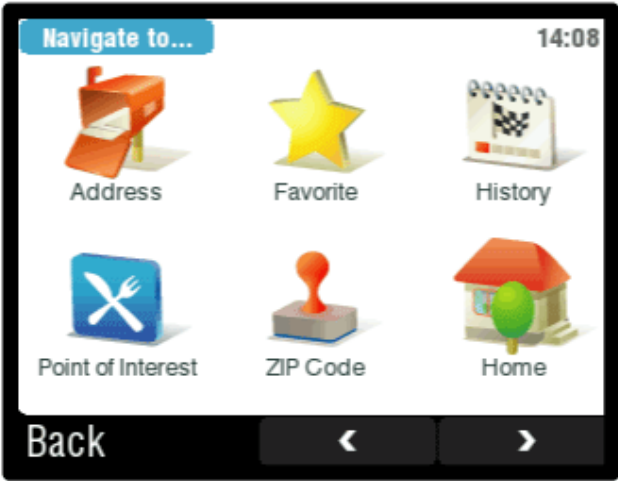 Navigate to... 14:08
Address Favorite History
Point of Interest ZIP Code Home
Back